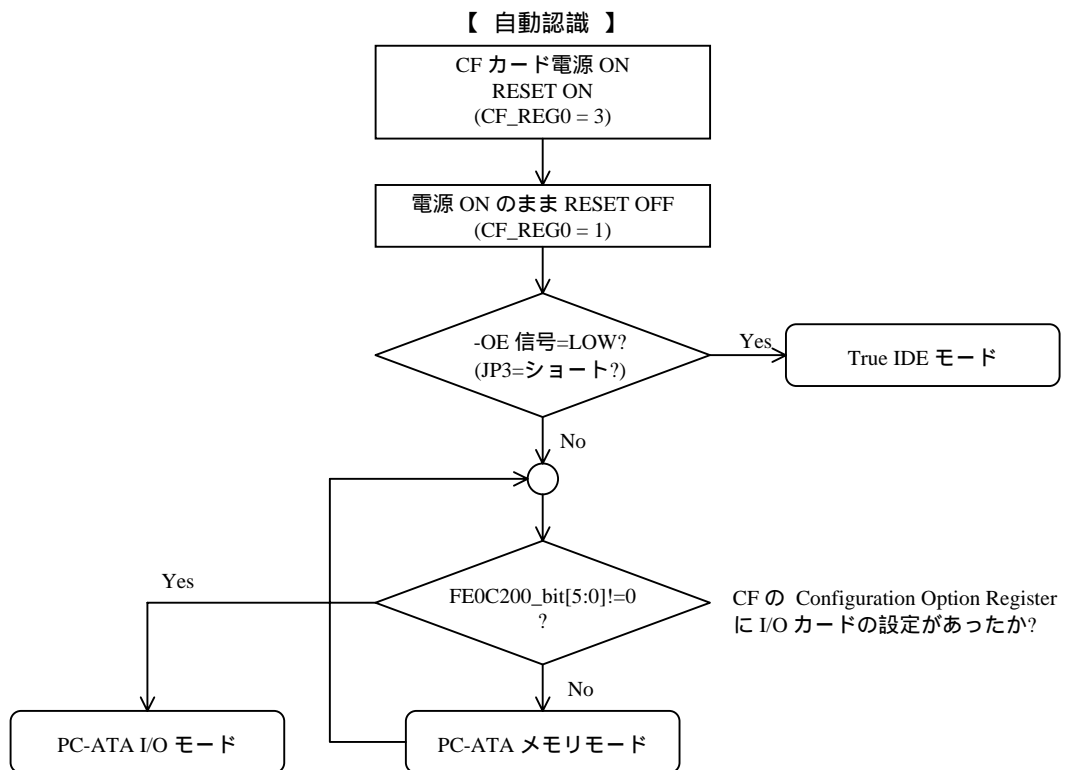 【 自動認識 】
CF カード電源 ON
RESET ON
(CF_REG0 = 3)
電源 ON のまま RESET OFF
(CF_REG0 = 1)
-OE 信号=LOW?
(JP3=ショート?)
Yes
True IDE モード
No
Yes
FE0C200_bit[5:0]!=0
?
CF の Configuration Option Register
に I/O カードの設定があったか?
No
PC-ATA I/O モード
PC-ATA メモリモード